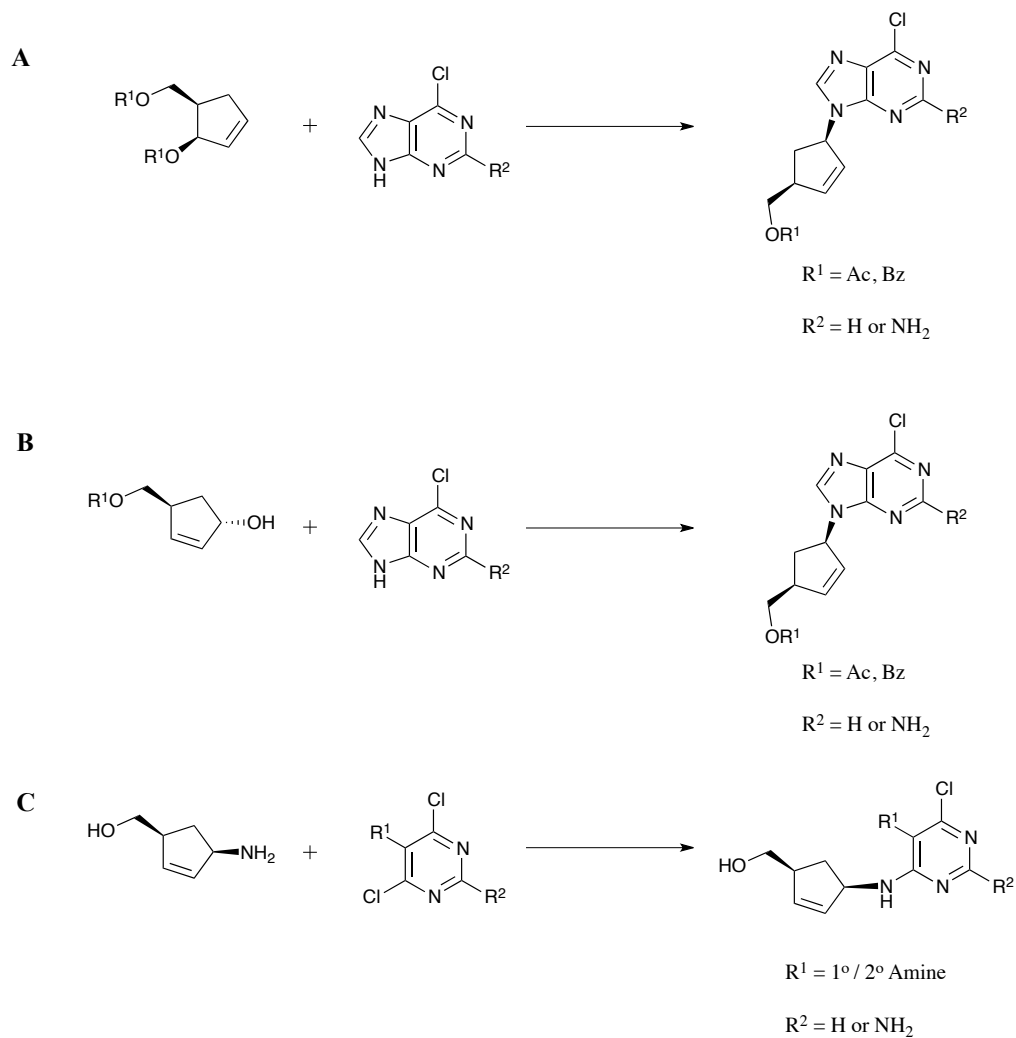 A
R¹O
R¹O
+
Cl
N
N
N
H
N
R²
Cl
N
N
N
N
R²
OR¹
R¹ = Ac, Bz
R² = H or NH₂
B
R¹O
OH
+
Cl
N
N
N
H
N
R²
Cl
N
N
N
N
R²
OR¹
R¹ = Ac, Bz
R² = H or NH₂
C
HO
NH₂
+
Cl
R¹
N
Cl
N
R²
Cl
R¹
N
HO
N
H
N
R²
R¹ = 1º / 2º Amine
R² = H or NH₂